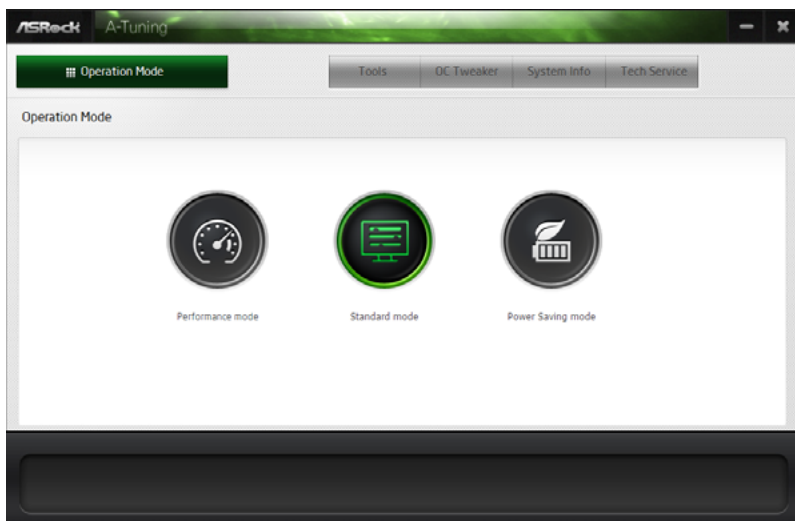 ASRock A-Tuning
Operation Mode Tools OC Tweaker System Info Tech Service
Operation Mode
Performance mode Standard mode Power Saving mode